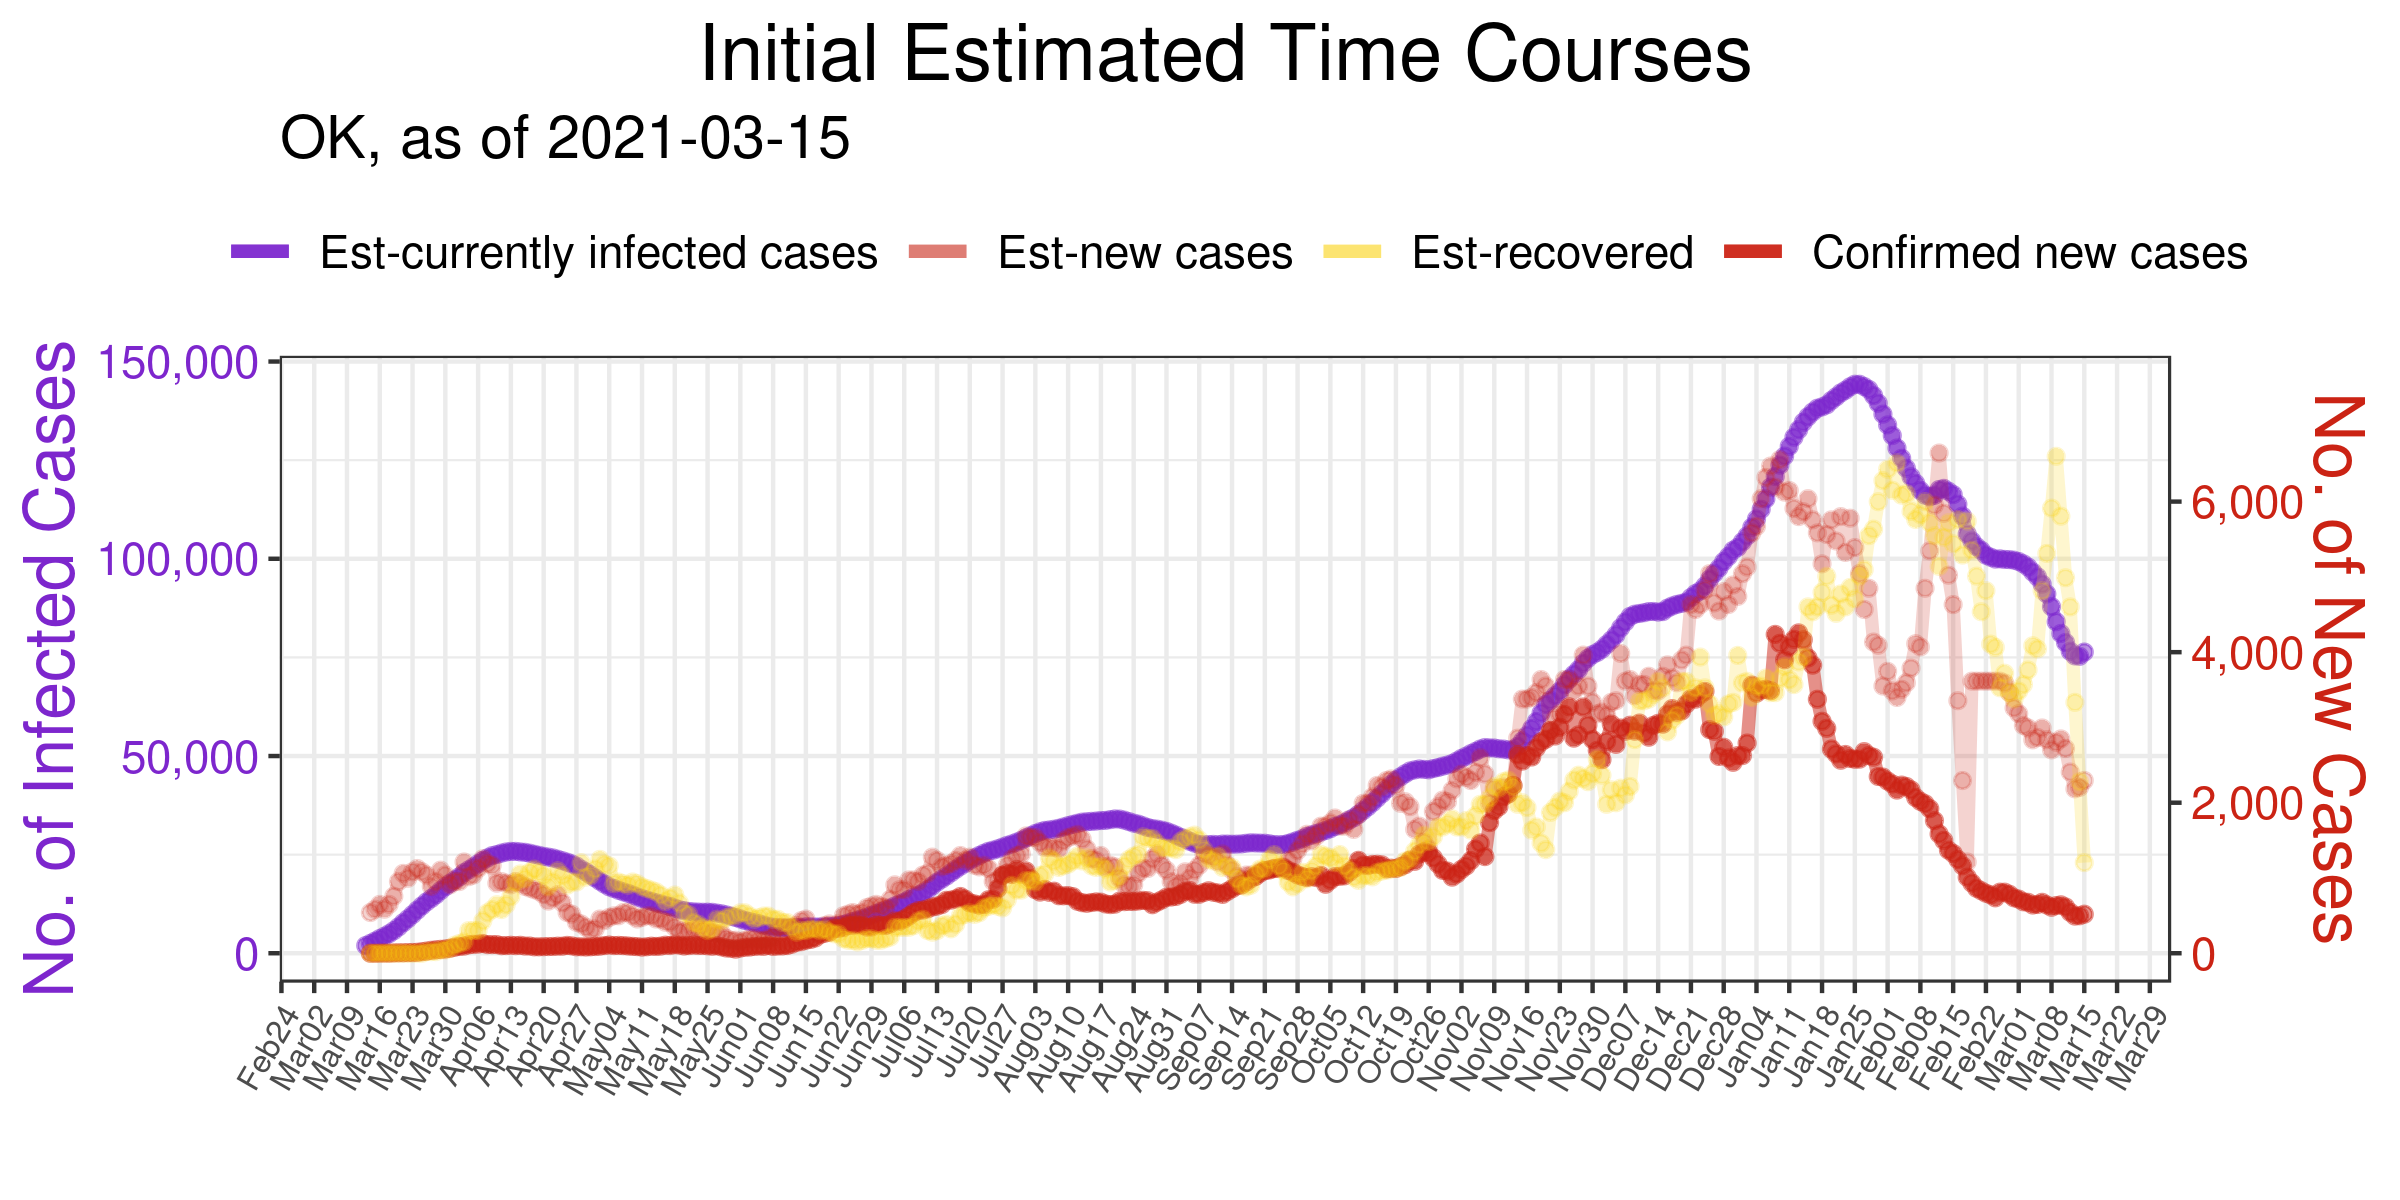 Initial Estimated Time Courses
OK, as of 2021-03-15
Est-currently infected cases Est-new cases Est-recovered Confirmed new cases
No. of Infected Cases
150,000
100,000
50,000
0
6,000
4,000
2,000
0
No. of New Cases
Feb24 Mar02 Mar09 Mar16 Mar23 Mar30 Apr06 Apr13 Apr20 Apr27 May04 May11 May18 May25 Jun01 Jun08 Jun15 Jun22 Jun29 Jul06 Jul13 Jul20 Jul27 Aug03 Aug10 Aug17 Aug24 Aug31 Sep07 Sep14 Sep21 Sep28 Oct05 Oct12 Oct19 Oct26 Nov02 Nov09 Nov16 Nov23 Nov30 Dec07 Dec14 Dec21 Dec28 Jan04 Jan11 Jan18 Jan25 Feb01 Feb08 Feb15 Feb22 Mar01 Mar08 Mar15 Mar22 Mar29